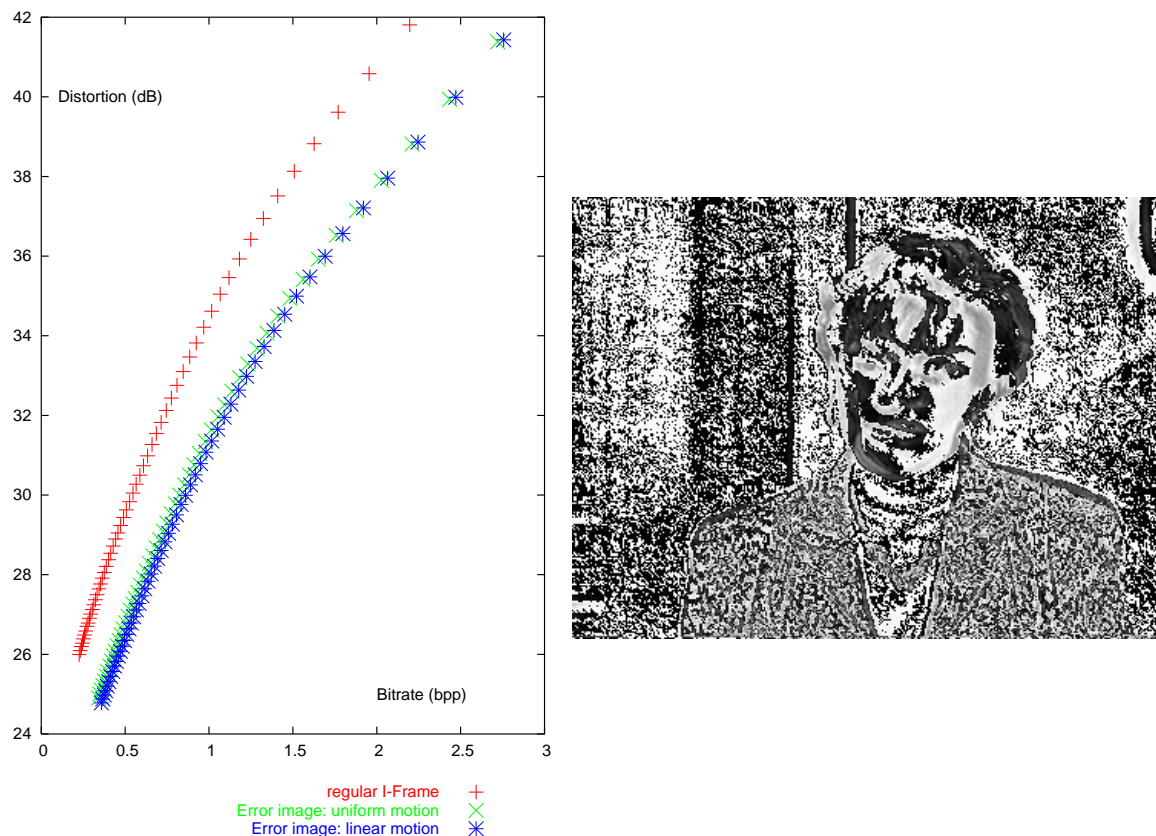 42
40
38
36
34
32
30
28
26
24
Distortion (dB)
Bitrate (bpp)
0 0.5 1 1.5 2 2.5 3
regular I-Frame
Error image: uniform motion
Error image: linear motion